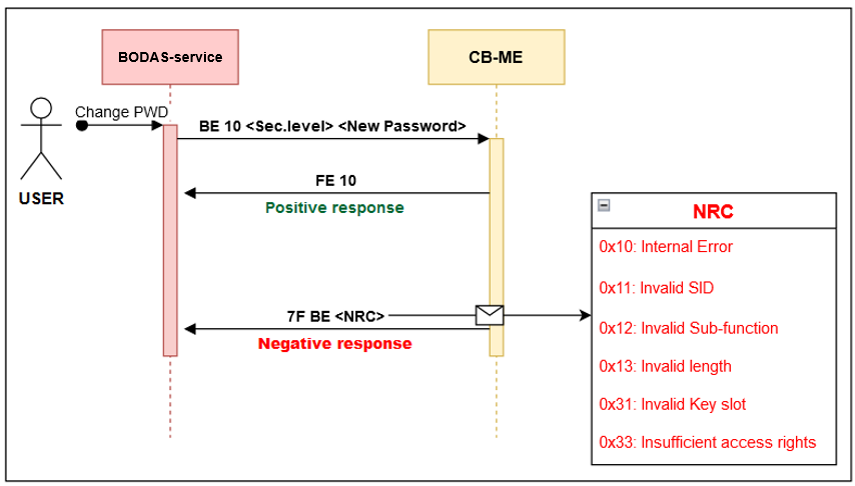 BODAS-service
CB-ME
Change PWD
BE 10 <Sec.level> <New Password>
USER
FE 10
Positive response
NRC
0x10: Internal Error
0x11: Invalid SID
7F BE <NRC>
0x12: Invalid Sub-function
Negative response
0x13: Invalid length
0x31: Invalid Key slot
0x33: Insufficient access rights